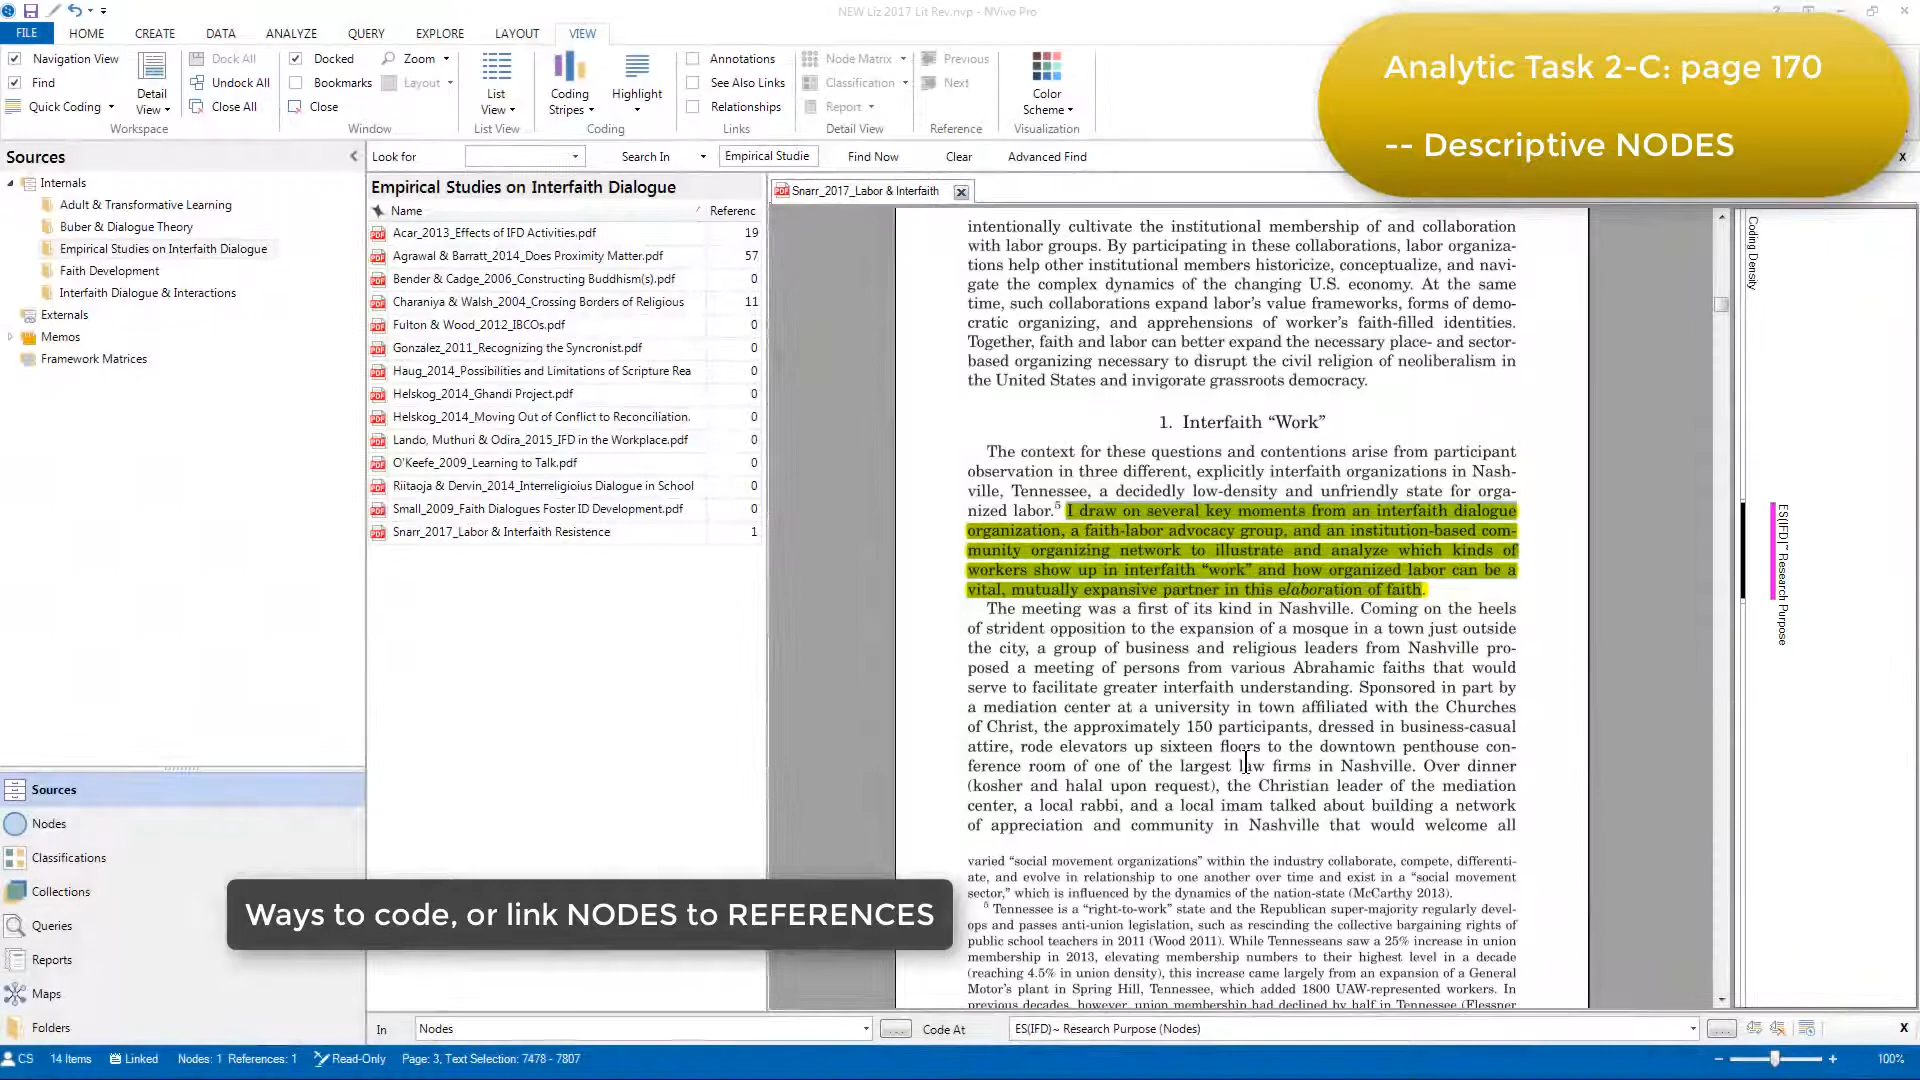 NEW Liz 2017 Lit Rev.nvp - NVivo Pro
FILE HOME CREATE DATA ANALYZE QUERY EXPLORE LAYOUT VIEW
Navigation View
Find
Quick Coding
Detail View
Dock All
Undock All
Close All
Workspace
Docked
Bookmarks
Close
Zoom
Layout
Window
List View
List View
Coding Stripes
Highlight
Coding
Annotations
See Also Links
Relationships
Links
Node Matrix
Classification
Report
Detail View
Previous
Next
Reference
Color Scheme
Visualization
Analytic Task 2-C: page 170
-- Descriptive NODES
Sources
Internals
Adult & Transformative Learning
Buber & Dialogue Theory
Empirical Studies on Interfaith Dialogue
Faith Development
Interfaith Dialogue & Interactions
Externals
Memos
Framework Matrices
Sources
Nodes
Classifications
Collections
Queries
Reports
Maps
Folders
Look for Search In Empirical Studie Find Now Clear Advanced Find X
Empirical Studies on Interfaith Dialogue
Name Referenc
Acar_2013_Effects of IFD Activities.pdf 19
Agrawal & Barratt_2014_Does Proximity Matter.pdf 57
Bender & Cadge_2006_Constructing Buddhism(s).pdf 0
Charaniya & Walsh_2004_Crossing Borders of Religious 11
Fulton & Wood_2012_IBCOs.pdf 0
Gonzalez_2011_Recognizing the Syncronist.pdf 0
Haug_2014_Possibilities and Limitations of Scripture Rea 0
Helskog_2014_Ghandi Project.pdf 0
Helskog_2014_Moving Out of Conflict to Reconciliation. 0
Lando, Muthuri & Odira_2015_IFD in the Workplace.pdf 0
O'Keefe_2009_Learning to Talk.pdf 0
Riitaoja & Dervin_2014_Interreligioius Dialogue in School 0
Small_2009_Faith Dialogues Foster ID Development.pdf 0
Snarr_2017_Labor & Interfaith Resistence 1
Snarr_2017_Labor & Interfaith
intentionally cultivate the institutional membership of and collaboration
with labor groups. By participating in these collaborations, labor organiza-
tions help other institutional members historicize, conceptualize, and navi-
gate the complex dynamics of the changing U.S. economy. At the same
time, such collaborations expand labor's value frameworks, forms of demo-
cratic organizing, and apprehensions of worker's faith-filled identities.
Together, faith and labor can better expand the necessary place- and sector-
based organizing necessary to disrupt the civil religion of neoliberalism in
the United States and invigorate grassroots democracy.
1. Interfaith “Work”
The context for these questions and contentions arise from participant
observation in three different, explicitly interfaith organizations in Nash-
ville, Tennessee, a decidedly low-density and unfriendly state for orga-
nized labor.5 I draw on several key moments from an interfaith dialogue
organization, a faith-labor advocacy group, and an institution-based com-
munity organizing network to illustrate and analyze which kinds of
workers show up in interfaith “work” and how organized labor can be a
vital, mutually expansive partner in this elaboration of faith.
The meeting was a first of its kind in Nashville. Coming on the heels
of strident opposition to the expansion of a mosque in a town just outside
the city, a group of business and religious leaders from Nashville pro-
posed a meeting of persons from various Abrahamic faiths that would
serve to facilitate greater interfaith understanding. Sponsored in part by
a mediation center at a university in town affiliated with the Churches
of Christ, the approximately 150 participants, dressed in business-casual
attire, rode elevators up sixteen floors to the downtown penthouse con-
ference room of one of the largest law firms in Nashville. Over dinner
(kosher and halal upon request), the Christian leader of the mediation
center, a local rabbi, and a local imam talked about building a network
of appreciation and community in Nashville that would welcome all
varied “social movement organizations” within the industry collaborate, compete, differenti-
ate, and evolve in relationship to one another over time and exist in a “social movement
sector,” which is influenced by the dynamics of the nation-state (McCarthy 2013).
5 Tennessee is a “right-to-work” state and the Republican super-majority regularly devel-
ops and passes anti-union legislation, such as rescinding the collective bargaining rights of
public school teachers in 2011 (Wood 2011). While Tennesseans saw a 25% increase in union
membership in 2013, elevating membership numbers to their highest level in a decade
(reaching 4.5% in union density), this increase came largely from an expansion of a General
Motor's plant in Spring Hill, Tennessee, which added 1800 UAW-represented workers. In
previous decades, however, union membership had declined by half in Tennessee (Flessner
Coding Density
ES(IFD)~ Research Purpose
Ways to code, or link NODES to REFERENCES
In Nodes ... Code At ES(IFD)~ Research Purpose (Nodes) ... X
CS 14 Items Linked Nodes: 1 References: 1 Read-Only Page: 3, Text Selection: 7478 - 7807 100%